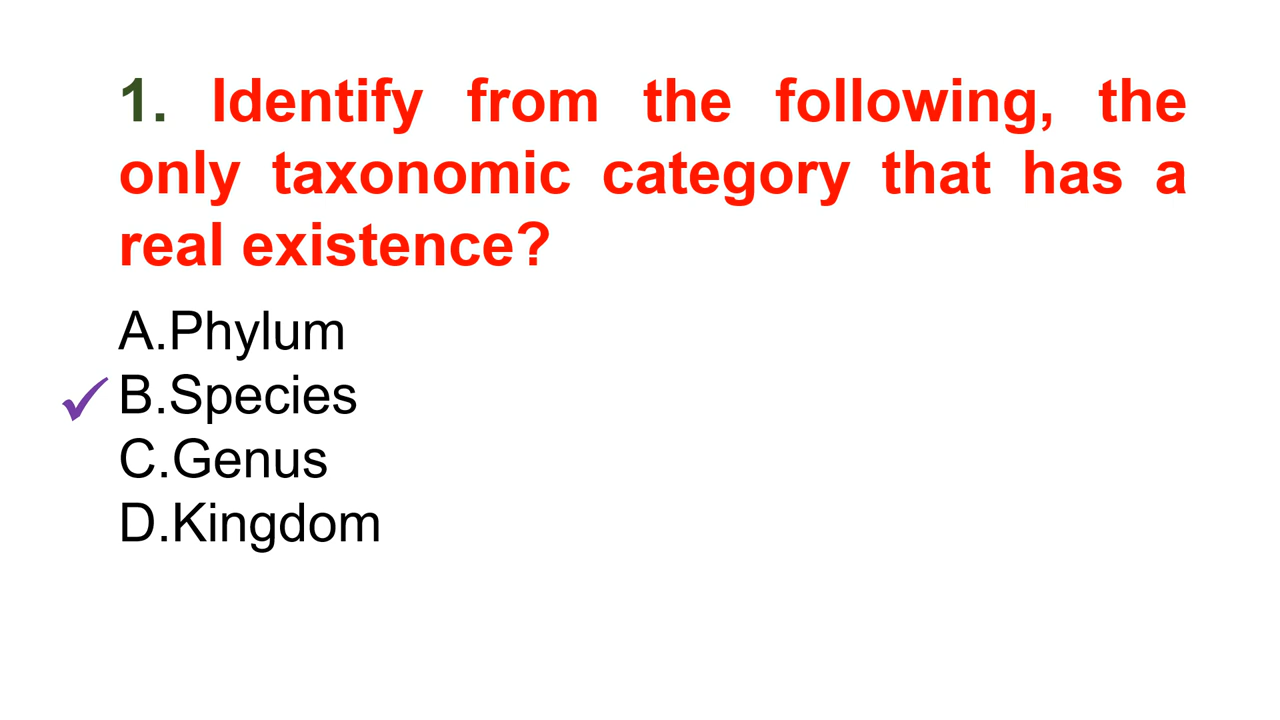 1. Identify from the following, the
only taxonomic category that has a
real existence?
A.Phylum
B.Species
C.Genus
D.Kingdom